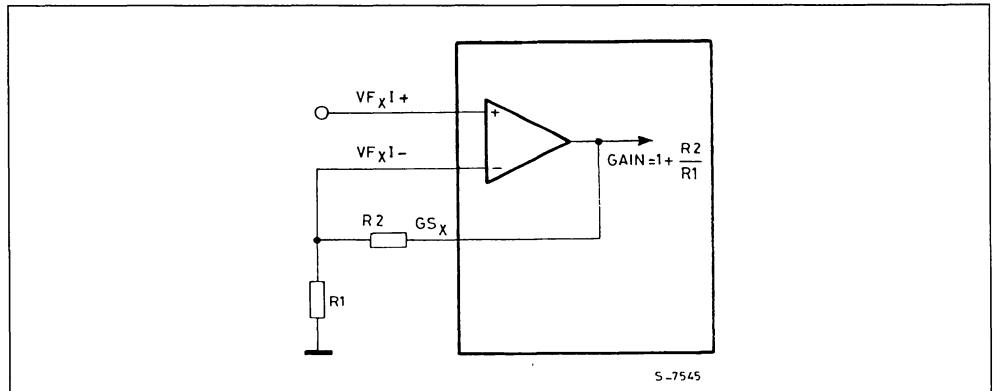 VFXI+
+
VFXI-
-
GAIN=1+ R2/R1
R2
GSX
R1
S-7545